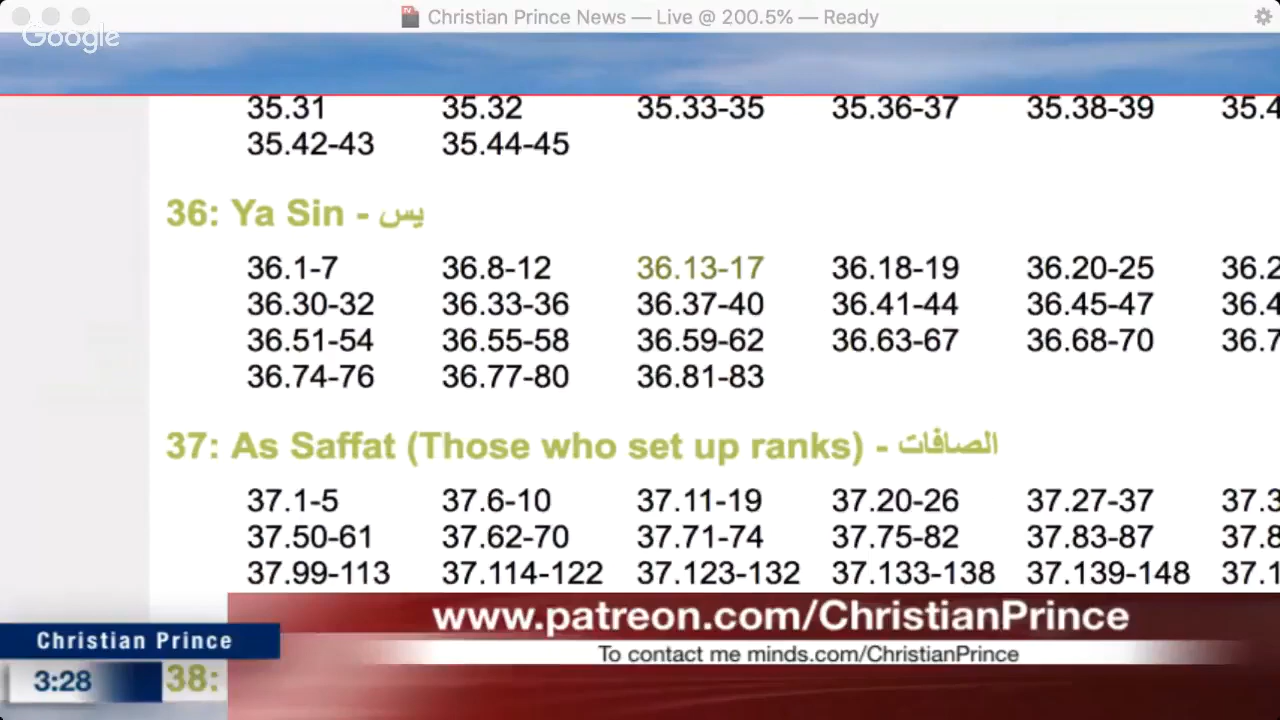 Christian Prince News — Live @ 200.5% — Ready
Google
35.31 35.32 35.33-35 35.36-37 35.38-39
35.42-43 35.44-45
36: Ya Sin - يس
36.1-7 36.8-12 36.13-17 36.18-19 36.20-25
36.30-32 36.33-36 36.37-40 36.41-44 36.45-47
36.51-54 36.55-58 36.59-62 36.63-67 36.68-70
36.74-76 36.77-80 36.81-83
37: As Saffat (Those who set up ranks) - الصافات
37.1-5 37.6-10 37.11-19 37.20-26 37.27-37
37.50-61 37.62-70 37.71-74 37.75-82 37.83-87
37.99-113 37.114-122 37.123-132 37.133-138 37.139-148
www.patreon.com/ChristianPrince
Christian Prince
To contact me minds.com/ChristianPrince
3:28
38: